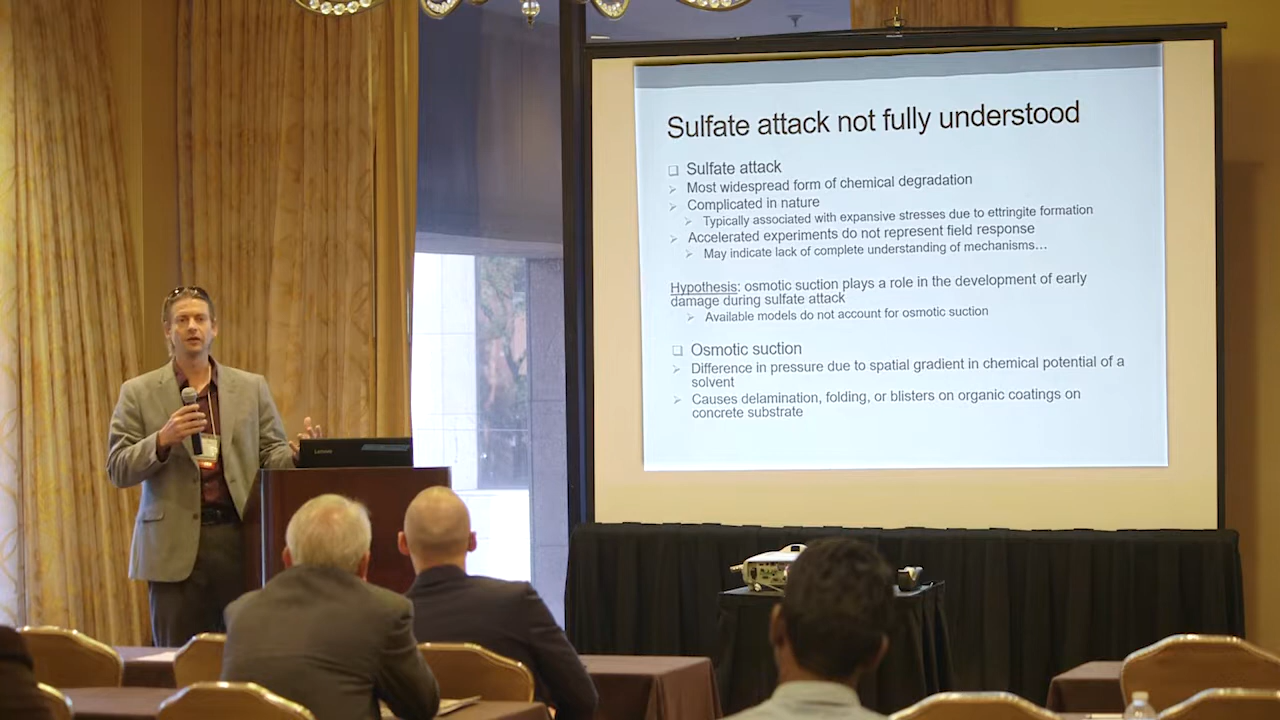 Sulfate attack not fully understood
Sulfate attack
Most widespread form of chemical degradation
Complicated in nature
Typically associated with expansive stresses due to ettringite formation
Accelerated experiments do not represent field response
May indicate lack of complete understanding of mechanisms…
Hypothesis: osmotic suction plays a role in the development of early
damage during sulfate attack
Available models do not account for osmotic suction
Osmotic suction
Difference in pressure due to spatial gradient in chemical potential of a
solvent
Causes delamination, folding, or blisters on organic coatings on
concrete substrate
Lenovo